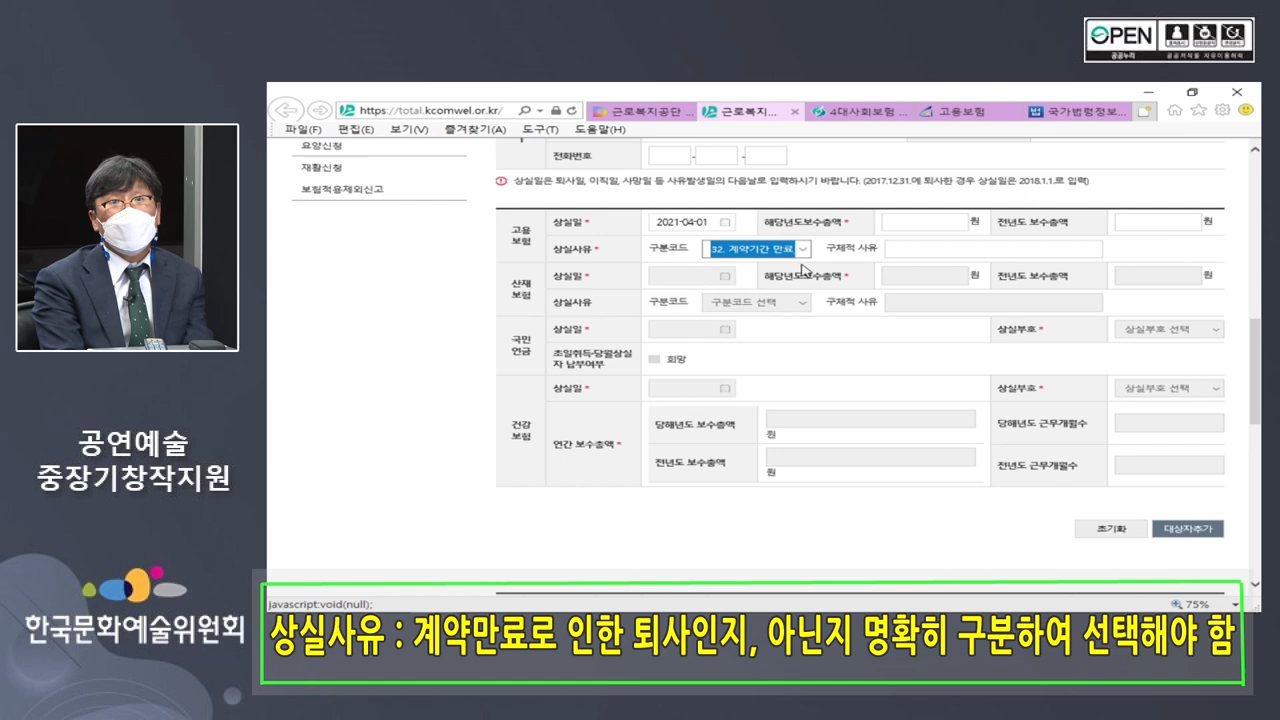 OPEN
공공누리
공공저작물 자유이용허락
https://total.kcomwel.or.kr/
근로복지공단 ...
근로복지...
4대사회보험 ...
고용보험
국가법령정보...
파일(F) 편집(E) 보기(V) 즐겨찾기(A) 도구(T) 도움말(H)
요양신청
재활신청
보험적용제외신고
전화번호 - -
상실일은 퇴사일, 이직일, 사망일 등 사유발생일의 다음날로 입력하시기 바랍니다. (2017.12.31.에 퇴사한 경우 상실일은 2018.1.1.로 입력)
고용보험
상실일 * 2021-04-01 해당년도보수총액 * 원 전년도 보수총액 원
상실사유 * 구분코드 32. 계약기간 만료 구체적 사유
산재보험
상실일 * 해당년도보수총액 * 원 전년도 보수총액 원
상실사유 구분코드 구분코드 선택 구체적 사유
국민연금
상실일 * 상실부호 * 상실부호 선택
초일취득·당월상실
자 납부여부 희망
건강보험
상실일 * 상실부호 * 상실부호 선택
연간 보수총액 *
당해년도 보수총액 원 당해년도 근무개월수
전년도 보수총액 원 전년도 근무개월수
초기화 대상자추가
javascript:void(null); 75%
공연예술
중장기창작지원
한국문화예술위원회
상실사유 : 계약만료로 인한 퇴사인지, 아닌지 명확히 구분하여 선택해야 함